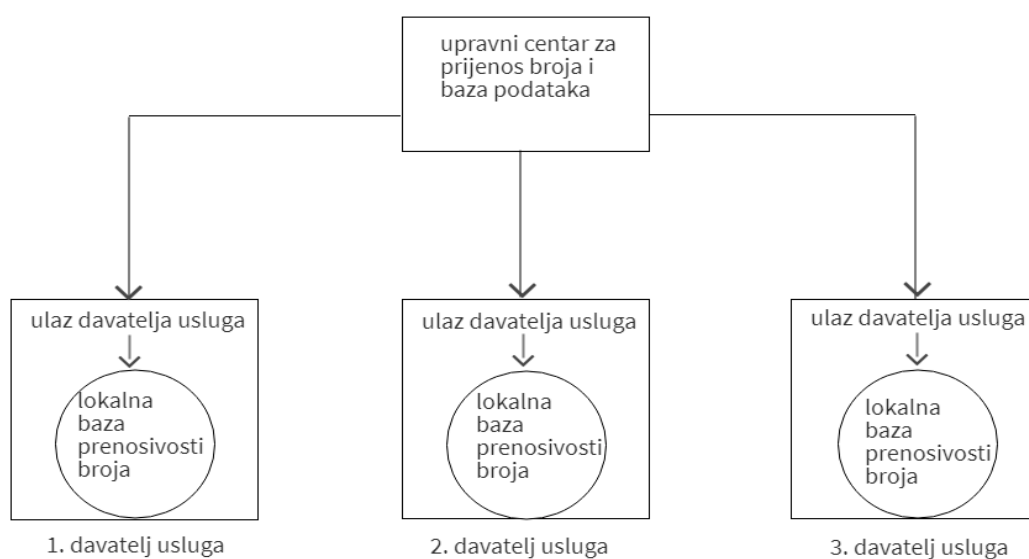 upravni centar za
prijenos broja i
baza podataka
ulaz davatelja usluga
lokalna
baza
prenosivosti
broja
1. davatelj usluga
ulaz davatelja usluga
lokalna
baza
prenosivosti
broja
2. davatelj usluga
ulaz davatelja usluga
lokalna
baza
prenosivosti
broja
3. davatelj usluga